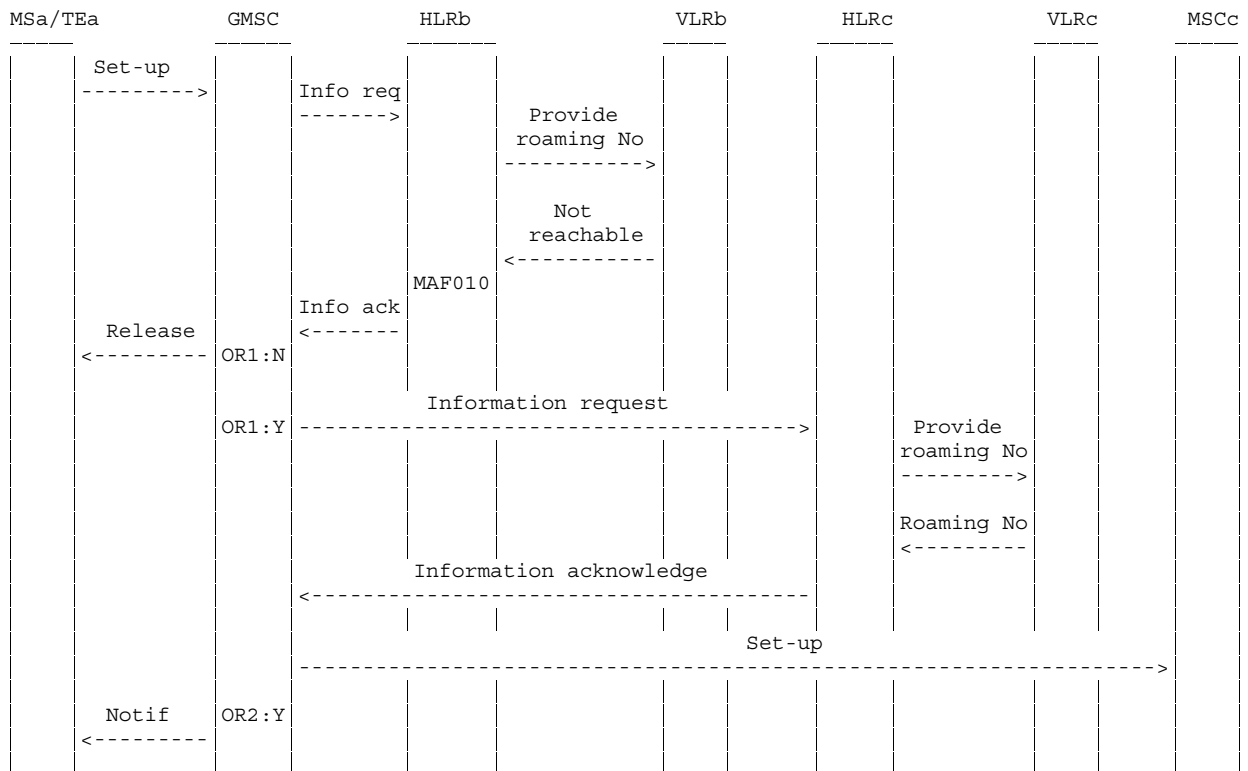 MSa/TEa GMSC HLRb VLRb HLRc VLRc MSCc
Set-up
Info req
Provide
roaming No
Not
reachable
MAF010
Info ack
Release
OR1:N
Information request
OR1:Y Provide
roaming No
Roaming No
Information acknowledge
Set-up
Notif OR2:Y